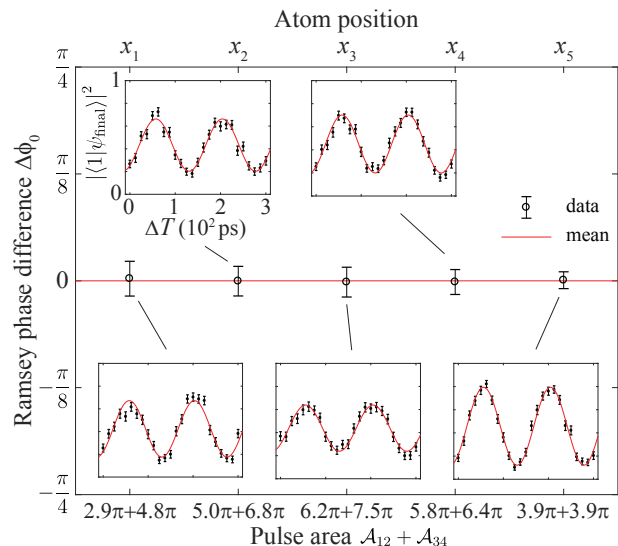 Atom position
x₁ x₂ x₃ x₄ x₅
π/4
π/8
0
−π/8
−π/4
Ramsey phase difference Δϕ₀
1
0
|⟨1|ψfinal⟩|²
0 1 2 3
ΔT (10² ps)
data
mean
2.9π+4.8π 5.0π+6.8π 6.2π+7.5π 5.8π+6.4π 3.9π+3.9π
Pulse area 𝒜₁₂ + 𝒜₃₄